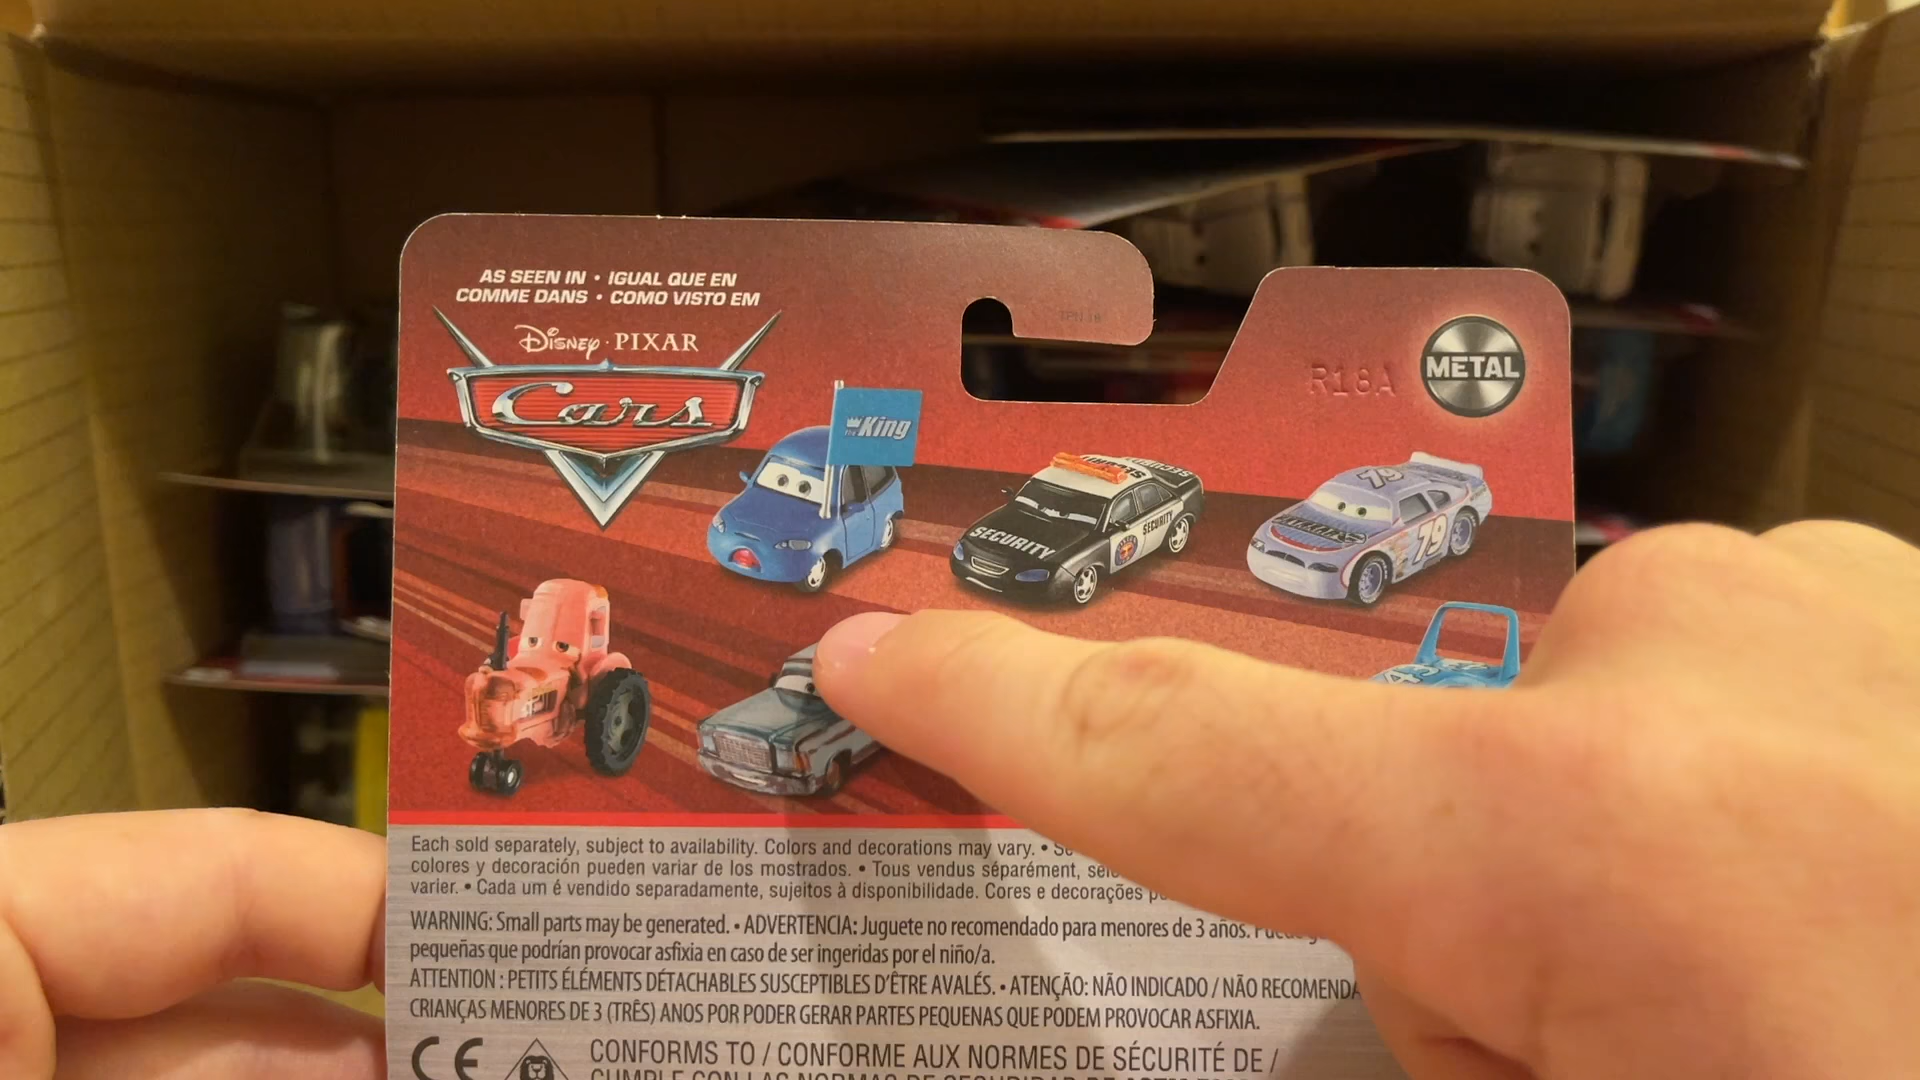 AS SEEN IN • IGUAL QUE EN
COMME DANS • COMO VISTO EM
Disney • PIXAR
Cars
the King
R18A
METAL
SECURITY
SECURITY
SECURITY
79
79
43
Each sold separately, subject to availability. Colors and decorations may vary. •
colores y decoración pueden variar de los mostrados. • Tous vendus séparément,
varier. • Cada um é vendido separadamente, sujeitos à disponibilidade. Cores e decorações
WARNING: Small parts may be generated. • ADVERTENCIA: Juguete no recomendado para menores de 3 años.
pequeñas que podrían provocar asfixia en caso de ser ingeridas por el niño/a.
ATTENTION : PETITS ÉLÉMENTS DÉTACHABLES SUSCEPTIBLES D'ÊTRE AVALÉS. • ATENÇÃO: NÃO INDICADO / NÃO RECOMENDA
CRIANÇAS MENORES DE 3 (TRÊS) ANOS POR PODER GERAR PARTES PEQUENAS QUE PODEM PROVOCAR ASFIXIA.
CE
CONFORMS TO / CONFORME AUX NORMES DE SÉCURITÉ DE /